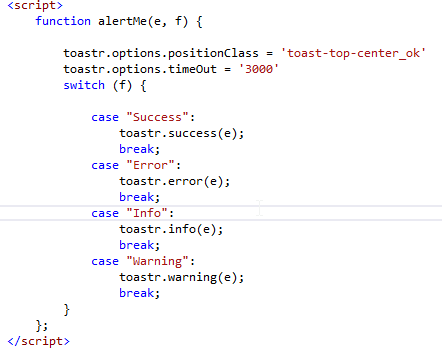 <script>
function alertMe(e, f) {
toastr.options.positionClass = 'toast-top-center_ok'
toastr.options.timeOut = '3000'
switch (f) {
case "Success":
toastr.success(e);
break;
case "Error":
toastr.error(e);
break;
case "Info":
toastr.info(e);
break;
case "Warning":
toastr.warning(e);
break;
}
};
</script>